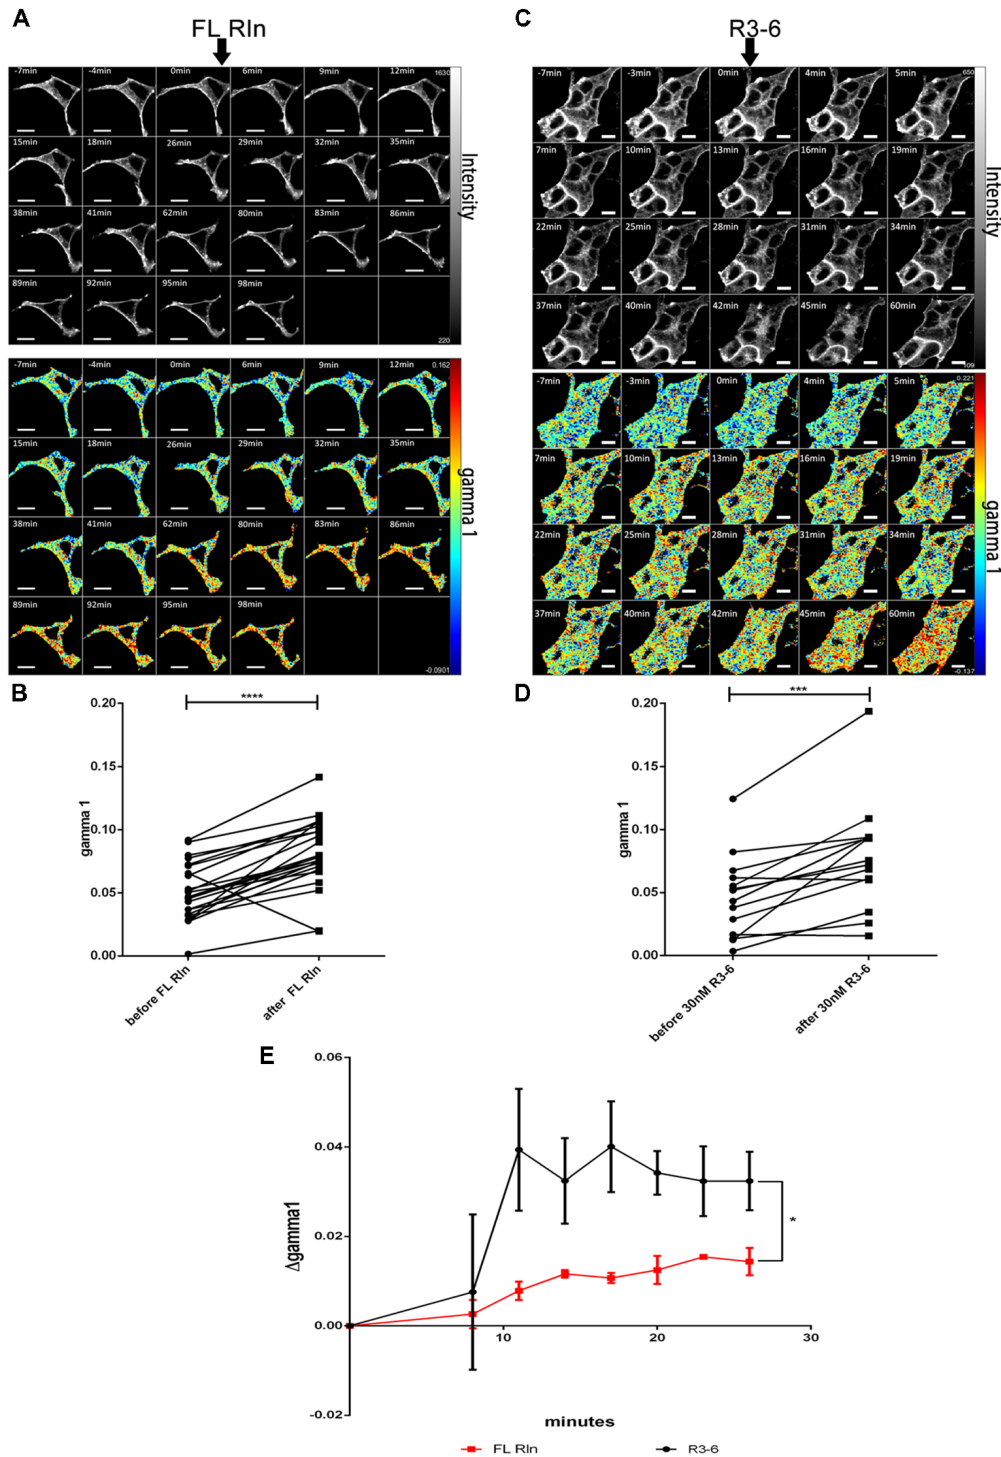 A
FL Rln
-7min -4min 0min 6min 9min 12min 1630
15min 18min 26min 29min 32min 35min
38min 41min 62min 80min 83min 86min
89min 92min 95min 98min 220
Intensity
-7min -4min 0min 6min 9min 12min 0.162
15min 18min 26min 29min 32min 35min
38min 41min 62min 80min 83min 86min
89min 92min 95min 98min -0.0901
gamma 1
C
R3-6
-7min -3min 0min 4min 5min 650
7min 10min 13min 16min 19min
22min 25min 28min 31min 34min
37min 40min 42min 45min 60min 109
Intensity
-7min -3min 0min 4min 5min 0.221
7min 10min 13min 16min 19min
22min 25min 28min 31min 34min
37min 40min 42min 45min 60min -0.137
gamma 1
B
****
0.20
0.15
0.10
0.05
0.00
gamma 1
before FL Rln
after FL Rln
D
***
0.20
0.15
0.10
0.05
0.00
gamma 1
before 30nM R3-6
after 30nM R3-6
E
0.06
0.04
0.02
0.00
-0.02
Δgamma1
*
10 20 30
minutes
FL Rln R3-6